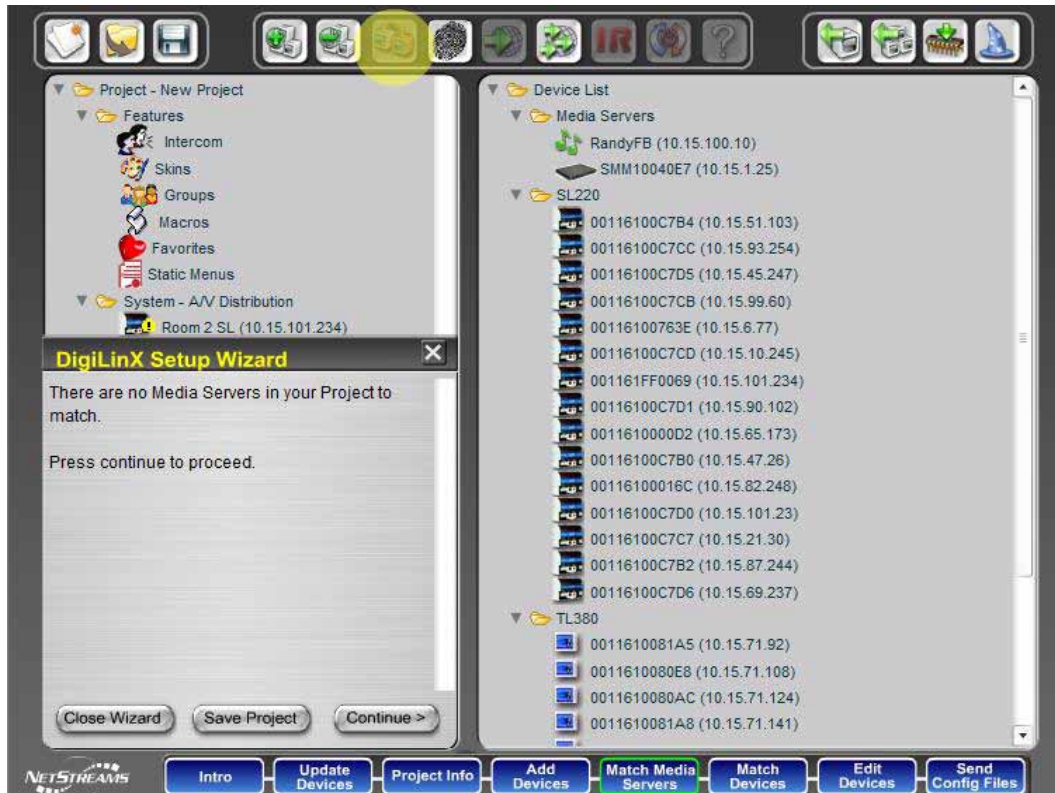 IR
?
Project - New Project
Features
Intercom
Skins
Groups
Macros
Favorites
Static Menus
System - A/V Distribution
Room 2 SL (10.15.101.234)
DigiLinX Setup Wizard
There are no Media Servers in your Project to
match.
Press continue to proceed.
Close Wizard
Save Project
Continue >
Device List
Media Servers
RandyFB (10.15.100.10)
SMM10040E7 (10.15.1.25)
SL220
00116100C7B4 (10.15.51.103)
00116100C7CC (10.15.93.254)
00116100C7D5 (10.15.45.247)
00116100C7CB (10.15.99.60)
00116100763E (10.15.6.77)
00116100C7CD (10.15.10.245)
001161FF0069 (10.15.101.234)
00116100C7D1 (10.15.90.102)
0011610000D2 (10.15.65.173)
00116100C7B0 (10.15.47.26)
00116100016C (10.15.82.248)
00116100C7D0 (10.15.101.23)
00116100C7C7 (10.15.21.30)
00116100C7B2 (10.15.87.244)
00116100C7D6 (10.15.69.237)
TL380
0011610081A5 (10.15.71.92)
0011610080E8 (10.15.71.108)
0011610080AC (10.15.71.124)
0011610081A8 (10.15.71.141)
NETSTREAMS
Intro
Update
Devices
Project Info
Add
Devices
Match Media
Servers
Match
Devices
Edit
Devices
Send
Config Files